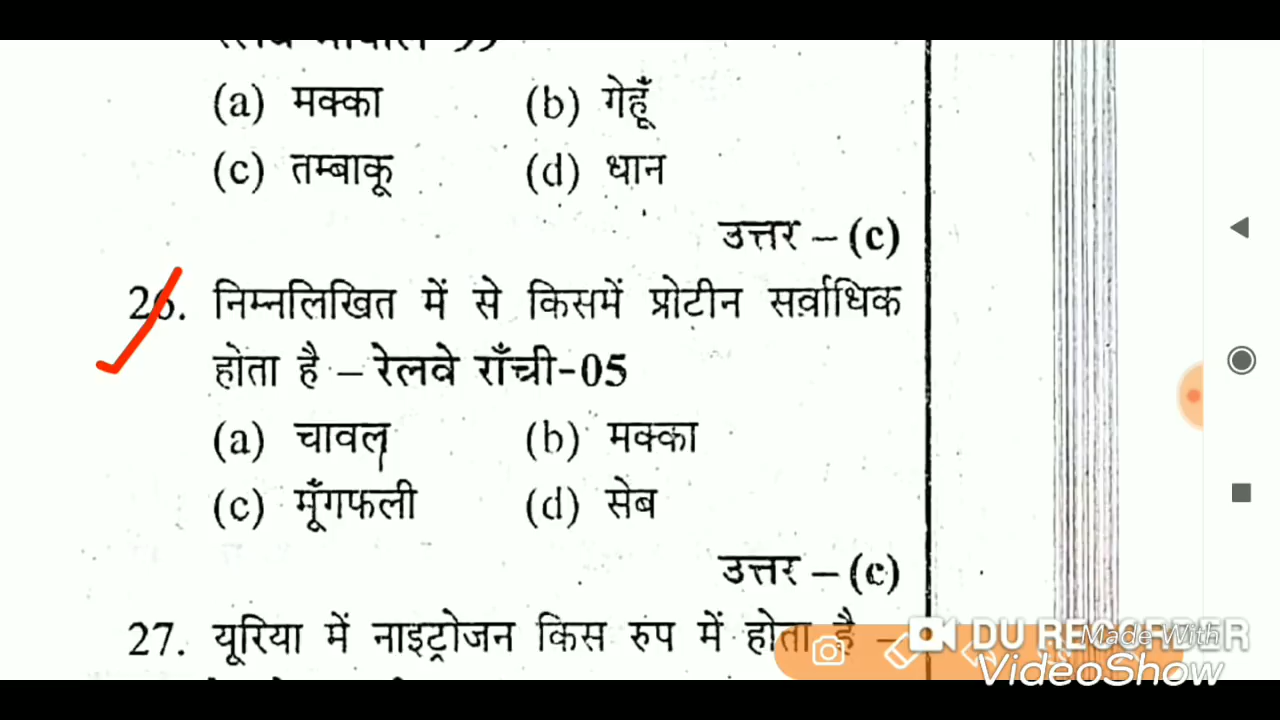 (a) मक्का (b) गेहूँ
(c) तम्बाकू (d) धान
उत्तर – (c)
26. निम्नलिखित में से किसमें प्रोटीन सर्वाधिक
होता है – रेलवे राँची-05
(a) चावल (b) मक्का
(c) मूँगफली (d) सेब
उत्तर – (c)
27. यूरिया में नाइट्रोजन किस रुप में होता है –
DU RECORDER
Made With
VideoShow